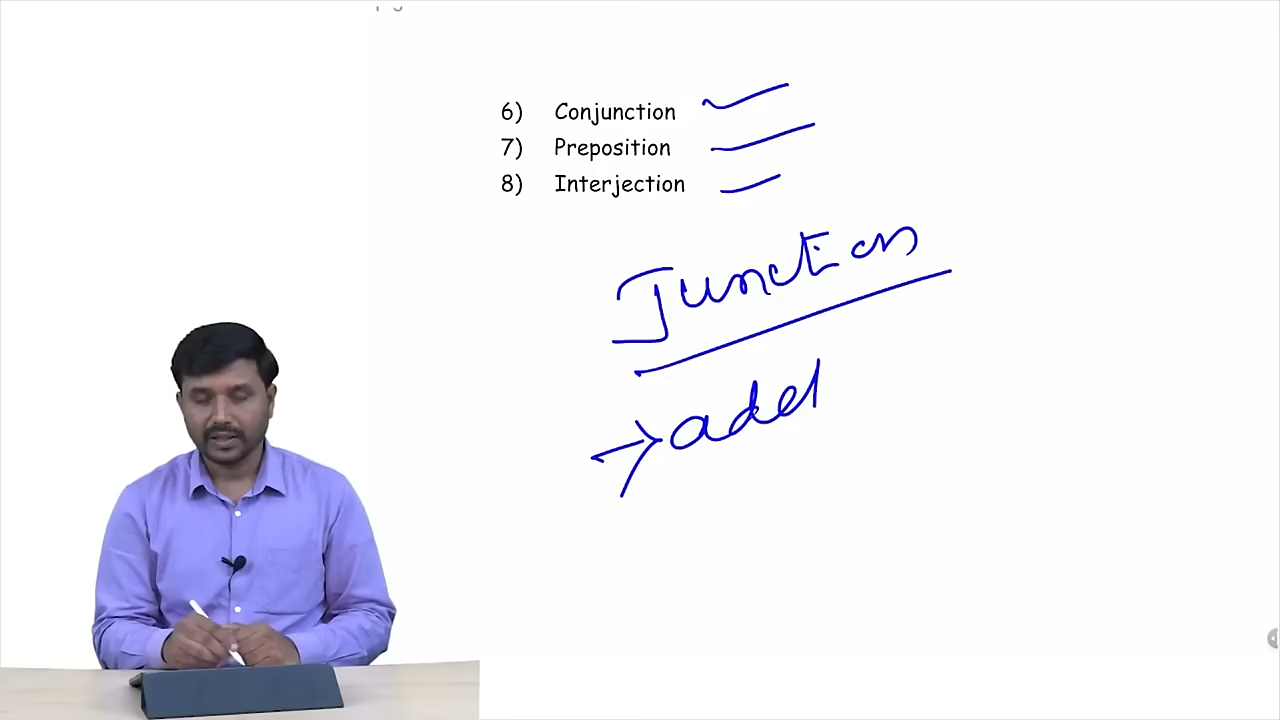 6) Conjunction
7) Preposition
8) Interjection
Junction
→ add